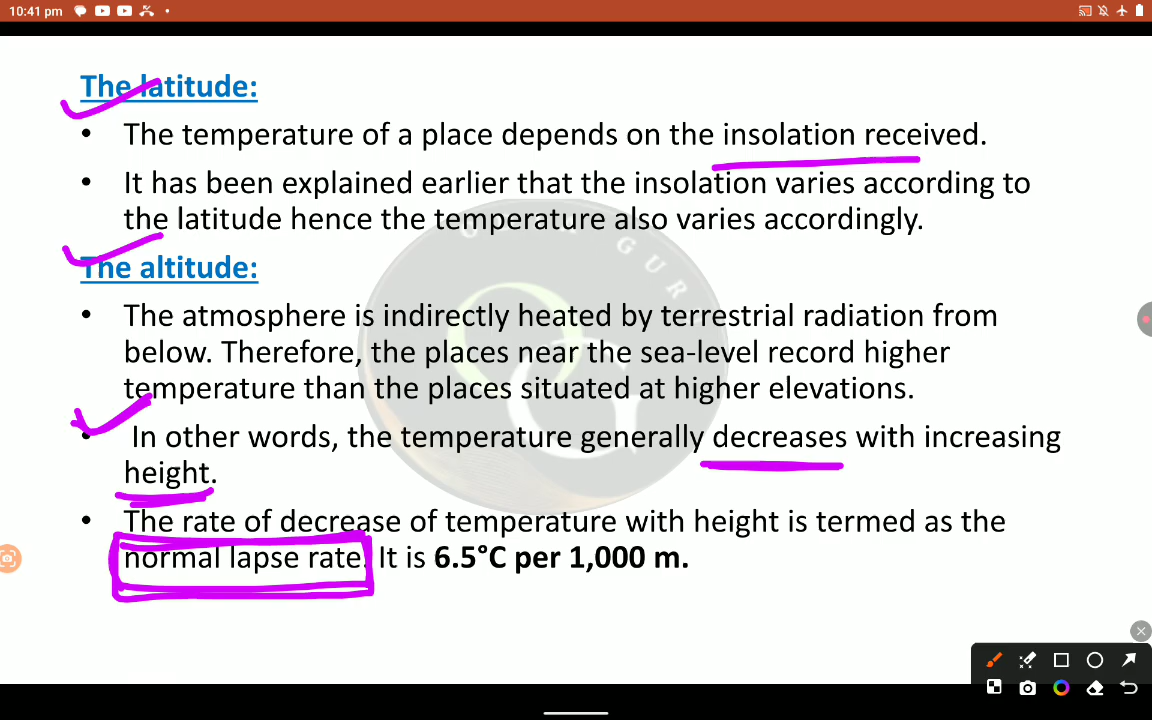 10:41 pm
The latitude:
• The temperature of a place depends on the insolation received.
• It has been explained earlier that the insolation varies according to
the latitude hence the temperature also varies accordingly.
The altitude:
• The atmosphere is indirectly heated by terrestrial radiation from
below. Therefore, the places near the sea-level record higher
temperature than the places situated at higher elevations.
• In other words, the temperature generally decreases with increasing
height.
• The rate of decrease of temperature with height is termed as the
normal lapse rate. It is 6.5°C per 1,000 m.